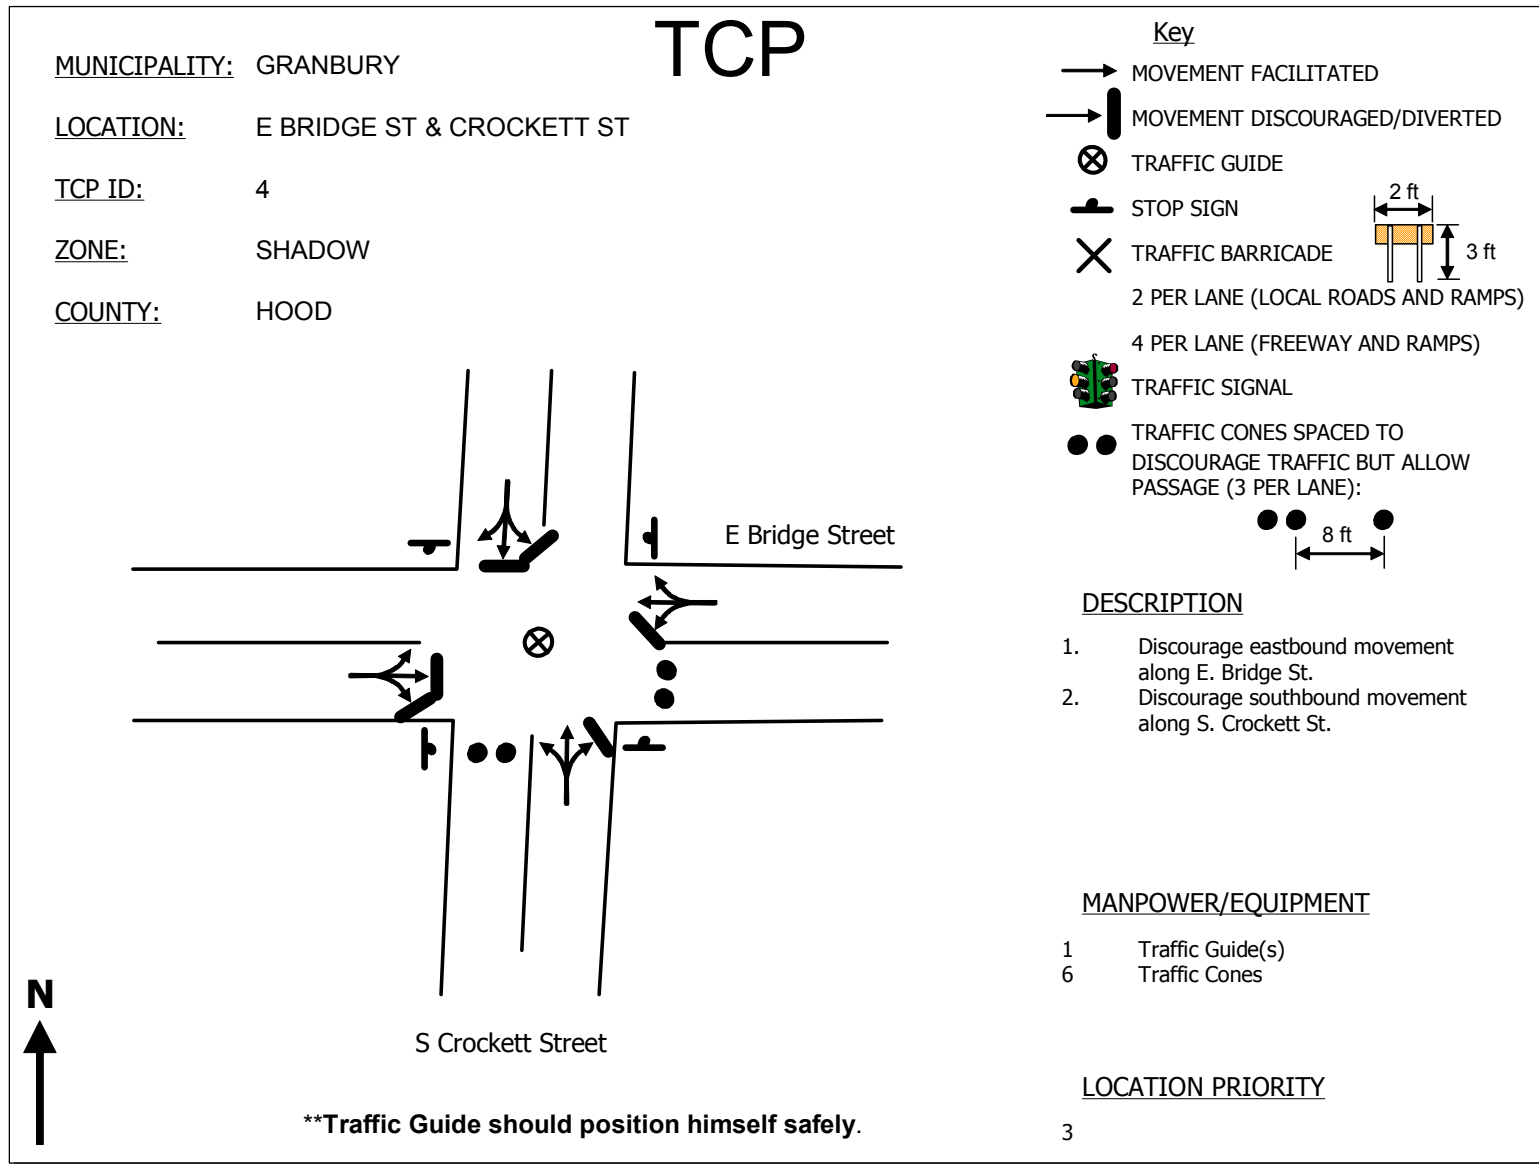 TCP
MUNICIPALITY: GRANBURY
LOCATION: E BRIDGE ST & CROCKETT ST
TCP ID: 4
ZONE: SHADOW
COUNTY: HOOD
Key
MOVEMENT FACILITATED
MOVEMENT DISCOURAGED/DIVERTED
TRAFFIC GUIDE
STOP SIGN
2 ft
TRAFFIC BARRICADE
3 ft
2 PER LANE (LOCAL ROADS AND RAMPS)
4 PER LANE (FREEWAY AND RAMPS)
TRAFFIC SIGNAL
TRAFFIC CONES SPACED TO
DISCOURAGE TRAFFIC BUT ALLOW
PASSAGE (3 PER LANE):
8 ft
E Bridge Street
S Crockett Street
N
**Traffic Guide should position himself safely.
DESCRIPTION
1. Discourage eastbound movement
along E. Bridge St.
2. Discourage southbound movement
along S. Crockett St.
MANPOWER/EQUIPMENT
1 Traffic Guide(s)
6 Traffic Cones
LOCATION PRIORITY
3